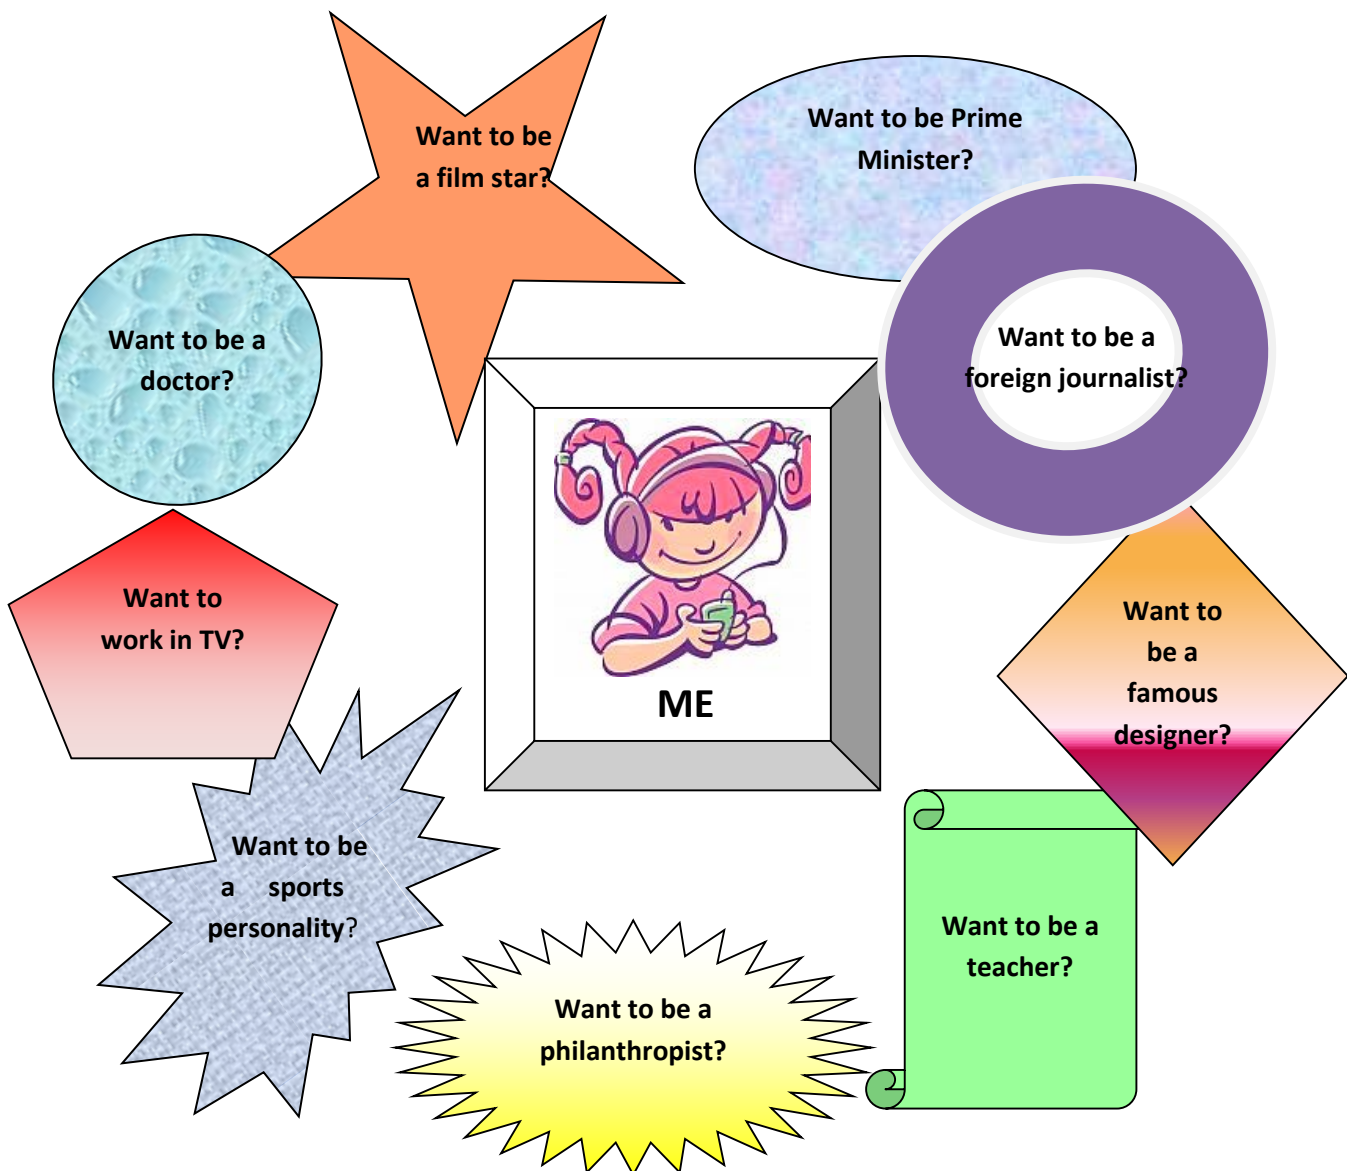 Want to be
a film star?
Want to be Prime
Minister?
Want to be a
doctor?
Want to be a
foreign journalist?
Want to
work in TV?
ME
Want to
be a
famous
designer?
Want to be
a sports
personality?
Want to be a
teacher?
Want to be a
philanthropist?